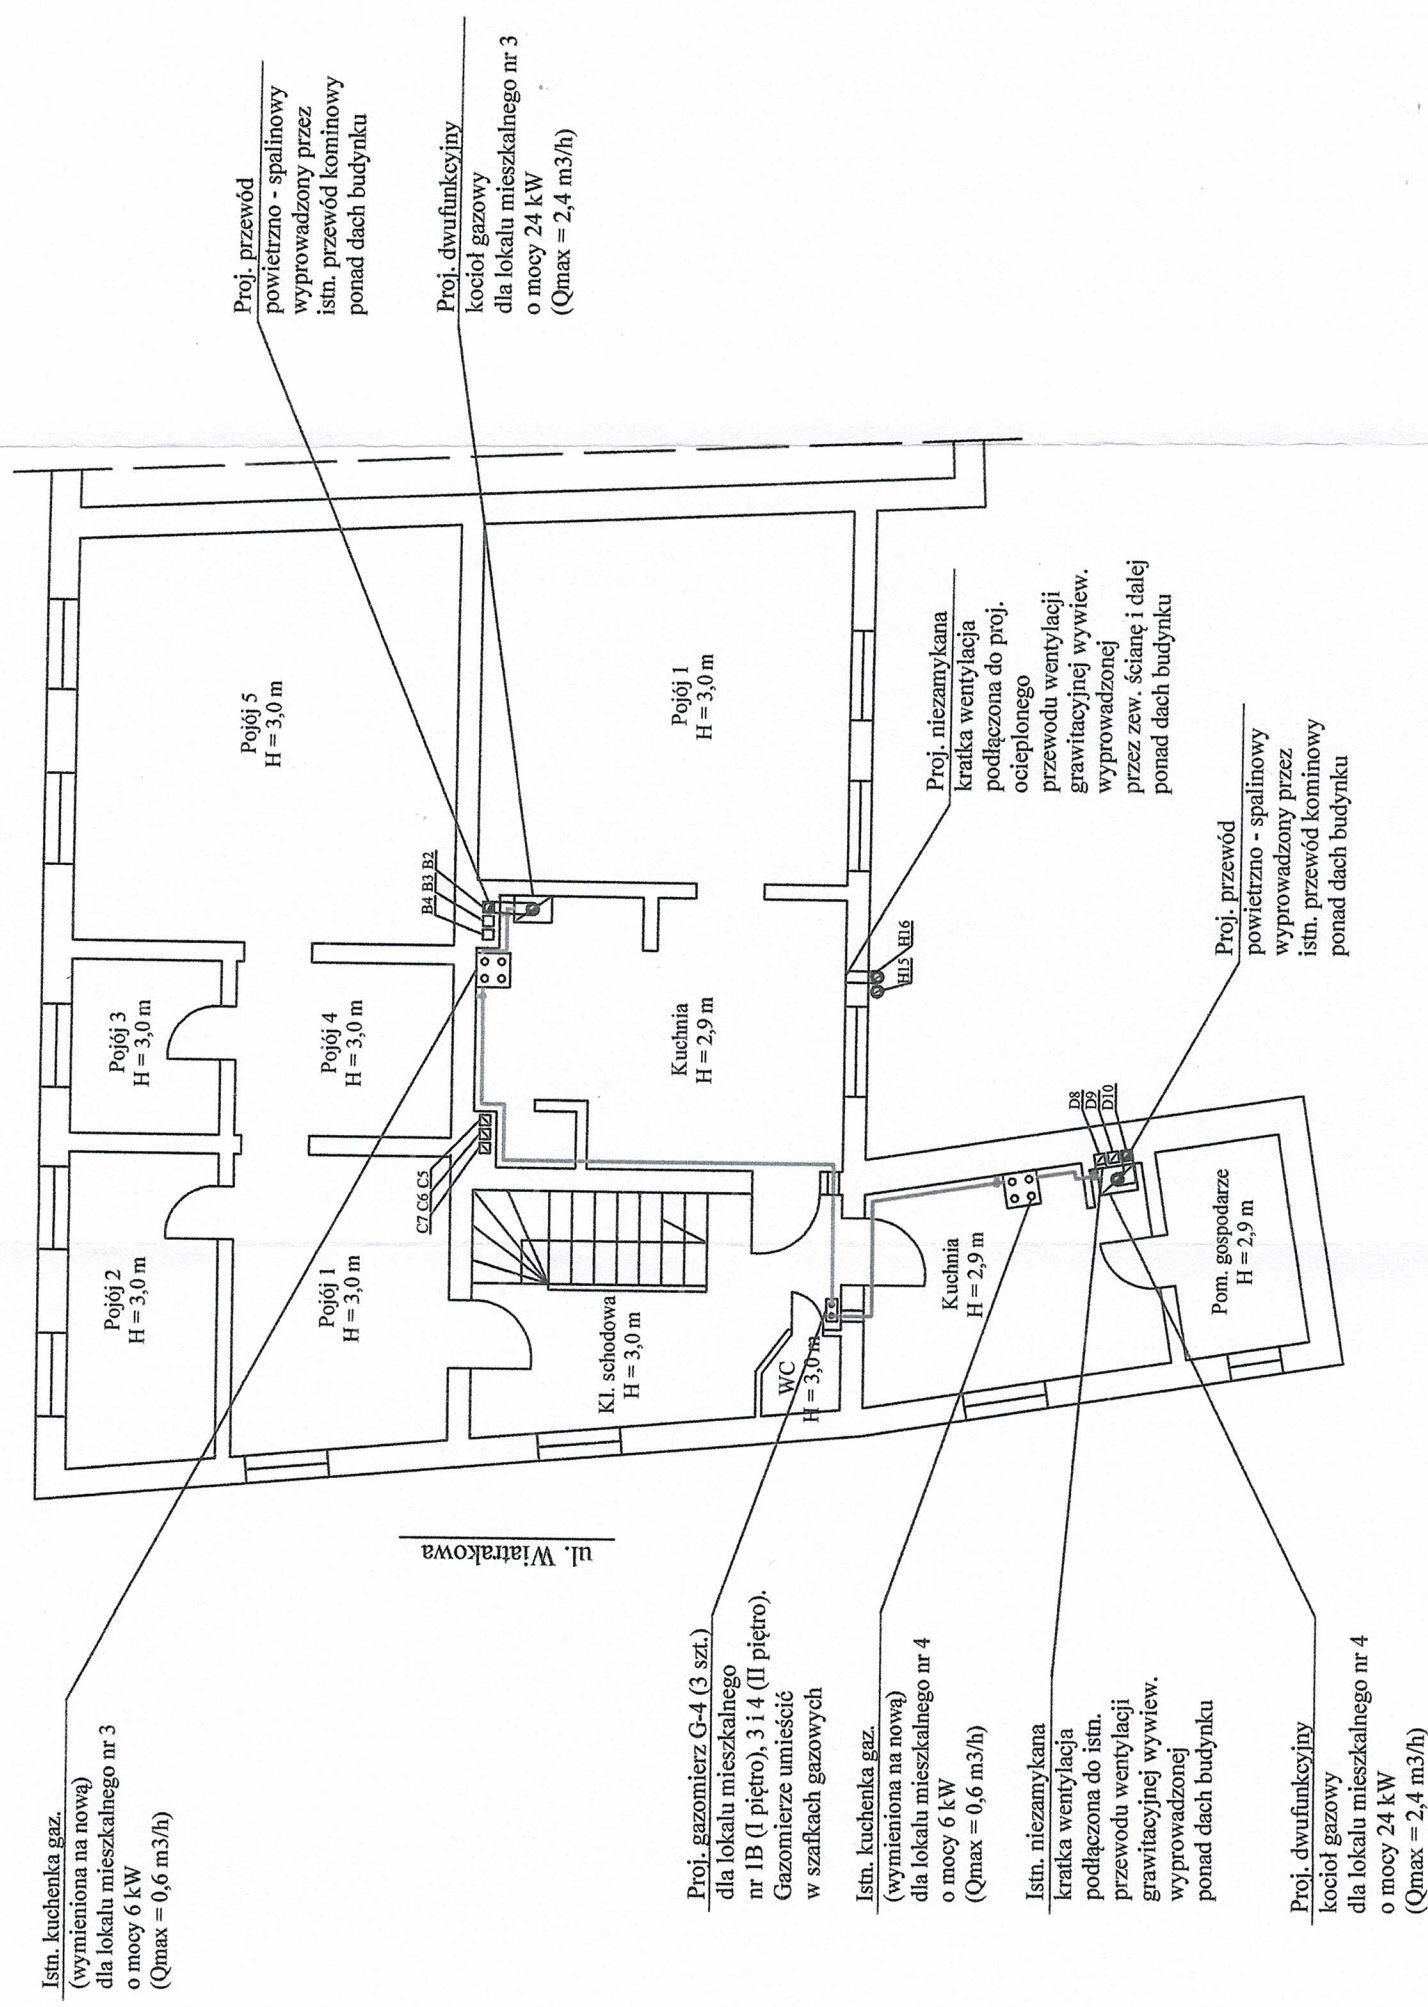 Istn. kuchenka gaz.
(wymieniona na nową)
dla lokalu mieszkalnego nr 3
o mocy 6 kW
(Qmax = 0,6 m3/h)
Proj. przewód
powietrzno - spalinowy
wyprowadzony przez
istn. przewód kominowy
ponad dach budynku
Proj. dwufunkcyjny
kocioł gazowy
dla lokalu mieszkalnego nr 3
o mocy 24 kW
(Qmax = 2,4 m3/h)
Pojój 2
H = 3,0 m
Pojój 3
H = 3,0 m
Pojój 5
H = 3,0 m
Pojój 1
H = 3,0 m
Pojój 4
H = 3,0 m
C7 C6 C5
B4 B3 B2
ul. Wiatrakowa
Kl. schodowa
H = 3,0 m
Kuchnia
H = 2,9 m
Pojój 1
H = 3,0 m
WC
H = 3,0 m
H15 H16
Proj. gazomierz G-4 (3 szt.)
dla lokalu mieszkalnego
nr 1B (I piętro), 3 i 4 (II piętro).
Gazomierze umieścić
w szafkach gazowych
Proj. niezamykana
kratka wentylacja
podłączona do proj.
ocieplonego
przewodu wentylacji
grawitacyjnej wywiew.
wyprowadzonej
przez zew. ścianę i dalej
ponad dach budynku
Istn. kuchenka gaz.
(wymieniona na nową)
dla lokalu mieszkalnego nr 4
o mocy 6 kW
(Qmax = 0,6 m3/h)
Kuchnia
H = 2,9 m
D8
D9
D10
Istn. niezamykana
kratka wentylacja
podłączona do istn.
przewodu wentylacji
grawitacyjnej wywiew.
wyprowadzonej
ponad dach budynku
Pom. gospodarze
H = 2,9 m
Proj. przewód
powietrzno - spalinowy
wyprowadzony przez
istn. przewód kominowy
ponad dach budynku
Proj. dwufunkcyjny
kocioł gazowy
dla lokalu mieszkalnego nr 4
o mocy 24 kW
(Qmax = 2,4 m3/h)